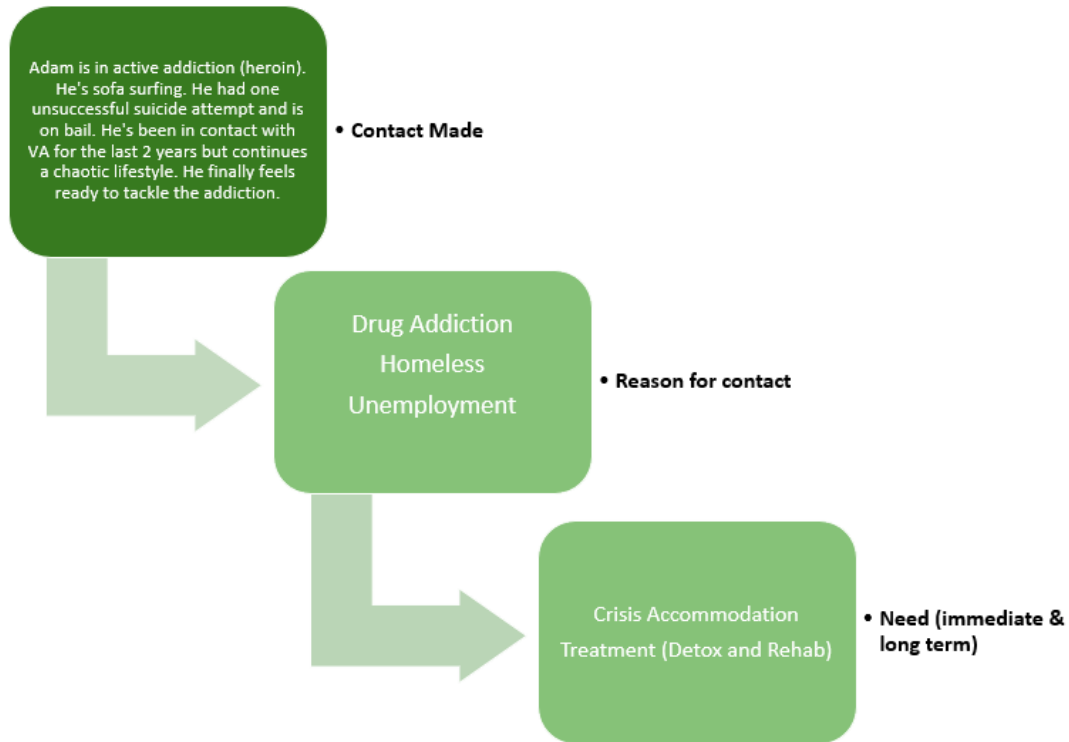 Adam is in active addiction (heroin).
He's sofa surfing. He had one
unsuccessful suicide attempt and is
on bail. He's been in contact with
VA for the last 2 years but continues
a chaotic lifestyle. He finally feels
ready to tackle the addiction.
• Contact Made
Drug Addiction
Homeless
Unemployment
• Reason for contact
Crisis Accommodation
Treatment (Detox and Rehab)
• Need (immediate &
long term)